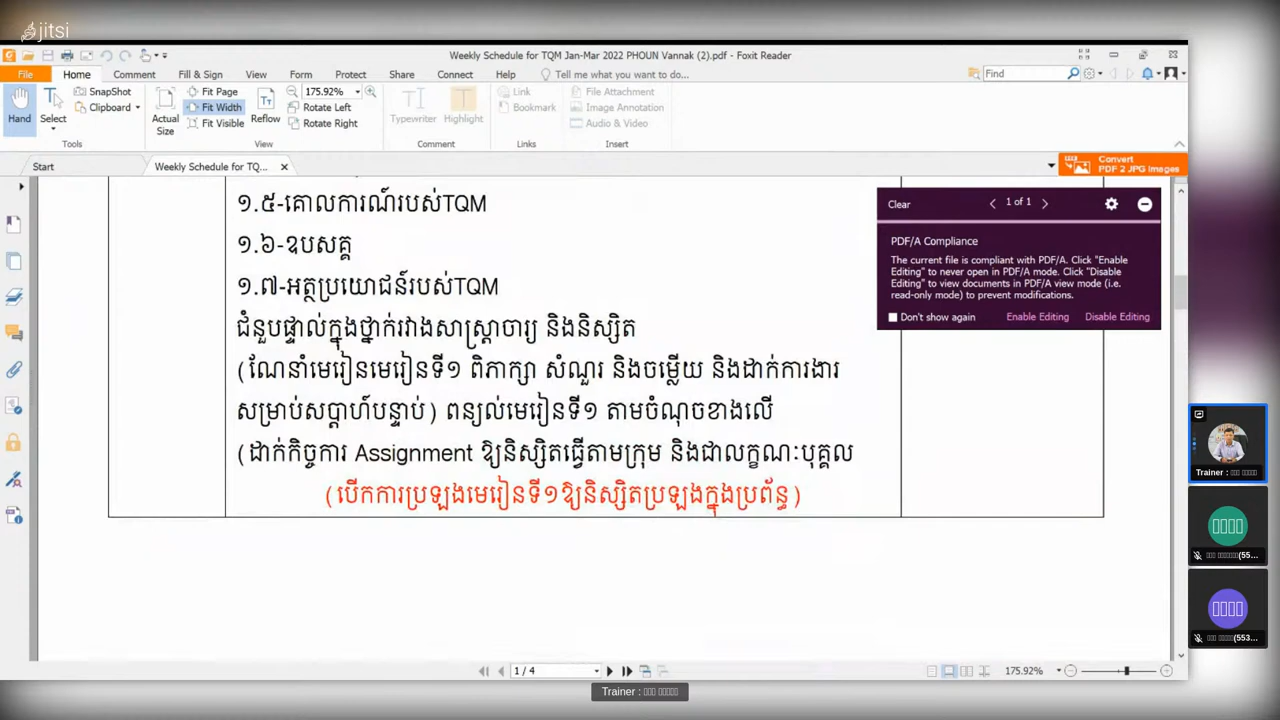 jitsi
Weekly Schedule for TQM Jan-Mar 2022 PHOUN Vannak (2).pdf - Foxit Reader
File Home Comment Fill & Sign View Form Protect Share Connect Help Tell me what you want to do... Find
Hand Select SnapShot Clipboard Actual Size Fit Page Fit Width Fit Visible Reflow 175.92% Rotate Left Rotate Right Typewriter Highlight Link Bookmark File Attachment Image Annotation Audio & Video
Tools View Comment Links Insert
Start Weekly Schedule for TQ... Convert PDF 2 JPG Images
១.៥-គោលការណ៍របស់TQM
១.៦-ឧបសគ្គ
១.៧-អត្ថប្រយោជន៍របស់TQM
ជំនួបផ្ទាល់ក្នុងថ្នាក់រវាងសាស្ត្រាចារ្យ និងនិស្សិត
(ណែនាំមេរៀនមេរៀនទី១ ពិភាក្សា សំណួរ និងចម្លើយ និងដាក់ការងារ
សម្រាប់សប្តាហ៍បន្ទាប់) ពន្យល់មេរៀនទី១ តាមចំណុចខាងលើ
(ដាក់កិច្ចការ Assignment ឱ្យនិស្សិតធ្វើតាមក្រុម និងជាលក្ខណៈបុគ្គល
(បើកការប្រឡងមេរៀនទី១ឱ្យនិស្សិតប្រឡងក្នុងប្រព័ន្ធ)
Clear 1 of 1
PDF/A Compliance
The current file is compliant with PDF/A. Click "Enable
Editing" to never open in PDF/A mode. Click "Disable
Editing" to view documents in PDF/A view mode (i.e.
read-only mode) to prevent modifications.
Don't show again Enable Editing Disable Editing
Trainer :
(55...
(553...
1 / 4 175.92%
Trainer :